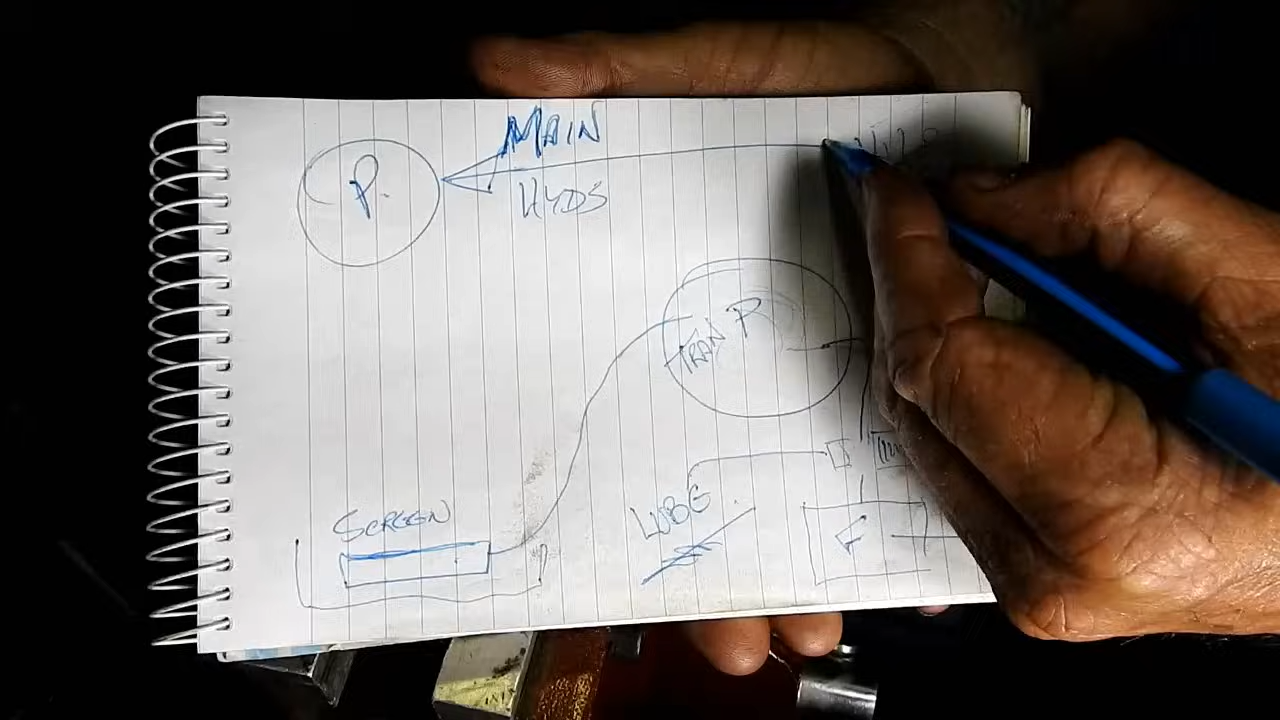 MAIN
P.
HYDS
TRAN P
SCREEN
LUBE